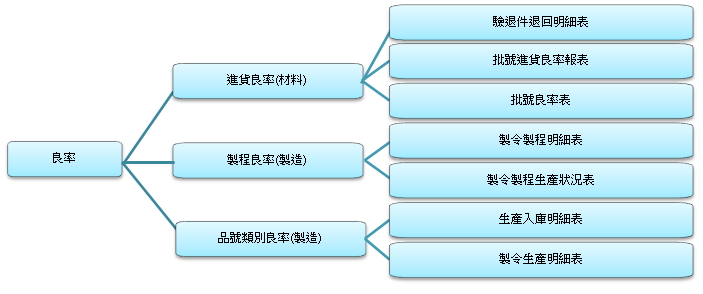 良率
進貨良率(材料)
驗退件退回明細表
批號進貨良率報表
批號良率表
製程良率(製造)
製令製程明細表
製令製程生產狀況表
品號類別良率(製造)
生產入庫明細表
製令生產明細表